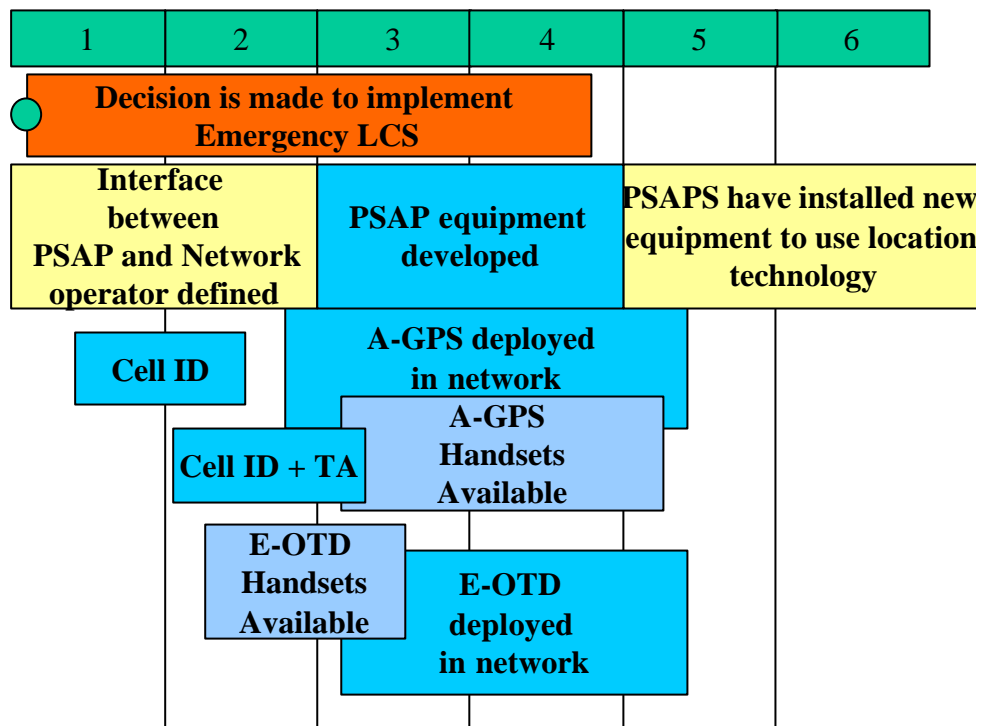 1 2 3 4 5 6
Decision is made to implement
Emergency LCS
Interface
between
PSAP and Network
operator defined
PSAP equipment
developed
PSAPS have installed new
equipment to use location
technology
Cell ID
A-GPS deployed
in network
A-GPS
Handsets
Available
Cell ID + TA
E-OTD
Handsets
Available
E-OTD
deployed
in network